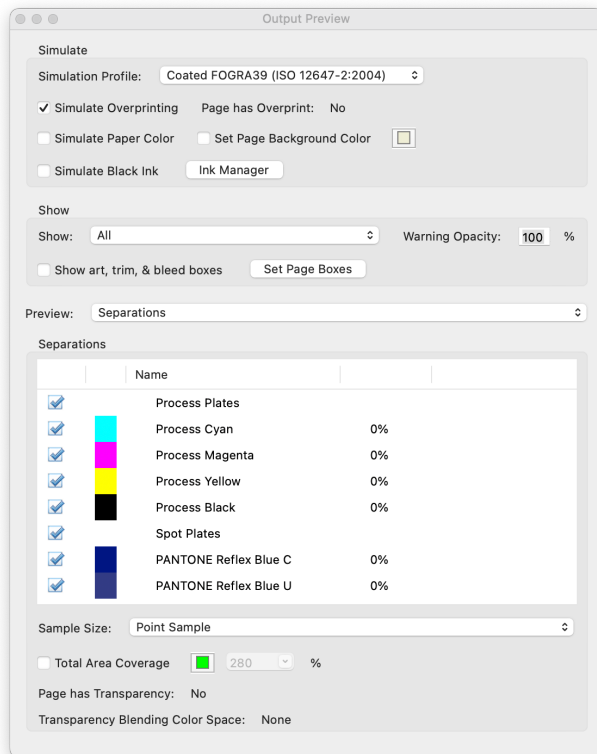 Output Preview
Simulate
Simulation Profile: Coated FOGRA39 (ISO 12647-2:2004)
Simulate Overprinting Page has Overprint: No
Simulate Paper Color Set Page Background Color
Simulate Black Ink Ink Manager
Show
Show: All Warning Opacity: 100 %
Show art, trim, & bleed boxes Set Page Boxes
Preview: Separations
Separations
Name
Process Plates
Process Cyan 0%
Process Magenta 0%
Process Yellow 0%
Process Black 0%
Spot Plates
PANTONE Reflex Blue C 0%
PANTONE Reflex Blue U 0%
Sample Size: Point Sample
Total Area Coverage 280 %
Page has Transparency: No
Transparency Blending Color Space: None